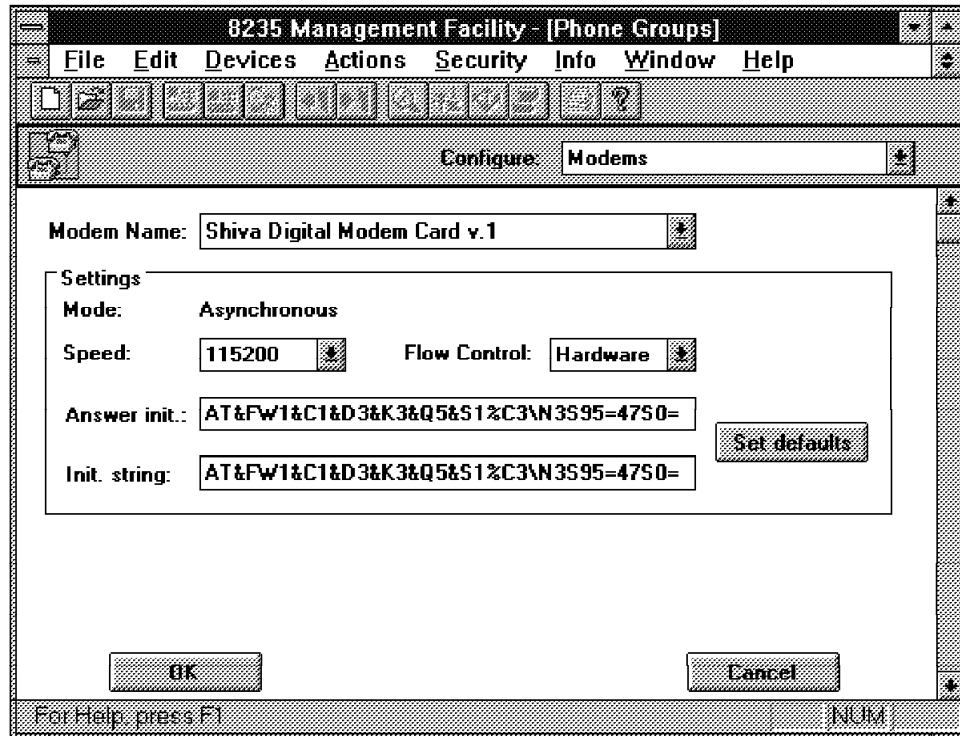 8235 Management Facility - [Phone Groups]
File Edit Devices Actions Security Info Window Help
Configure: Modems
Modem Name: Shiva Digital Modem Card v.1
Settings
Mode: Asynchronous
Speed: 115200 Flow Control: Hardware
Answer init.: AT&FW1&C1&D3&K3&Q5&S1%C3\N3S95=47S0=
Set defaults
Init. string: AT&FW1&C1&D3&K3&Q5&S1%C3\N3S95=47S0=
OK Cancel
For Help, press F1 NUM